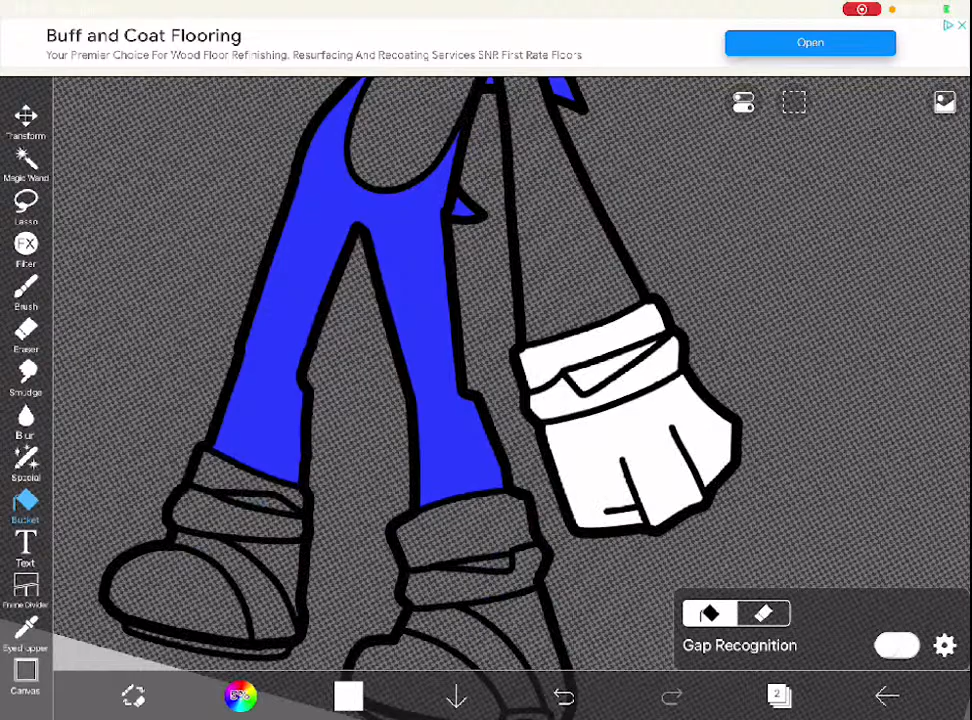 Buff and Coat Flooring
Your Premier Choice For Wood Floor Refinishing, Resurfacing And Recoating Services SNR First Rate Floors
Open
Transform
Magic Wand
Lasso
FX
Filter
Brush
Eraser
Smudge
Blur
Special
Bucket
T
Text
Frame Divider
Eyedropper
Canvas
Gap Recognition
2